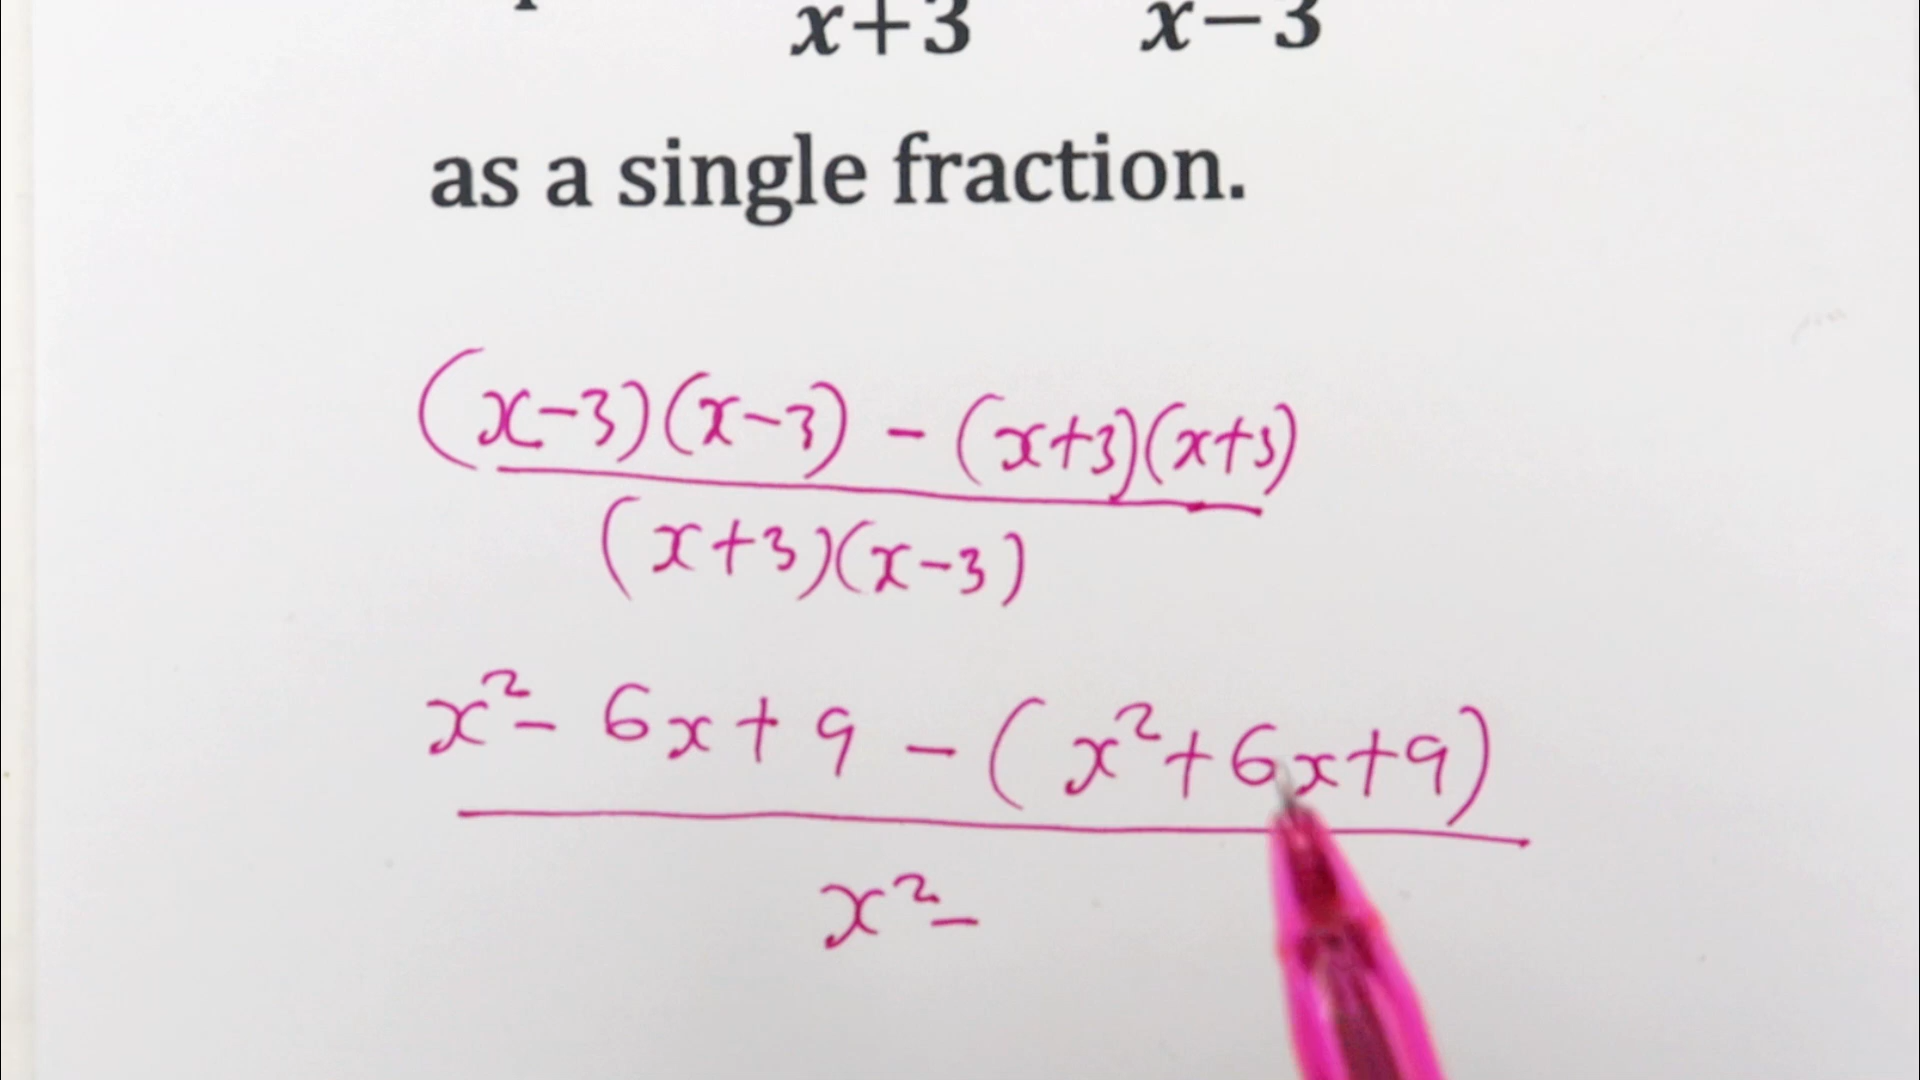 x+3 x−3
as a single fraction.
(x−3)(x−3) − (x+3)(x+3)
(x+3)(x−3)
x²− 6x + 9 − (x²+6x+9)
x²−